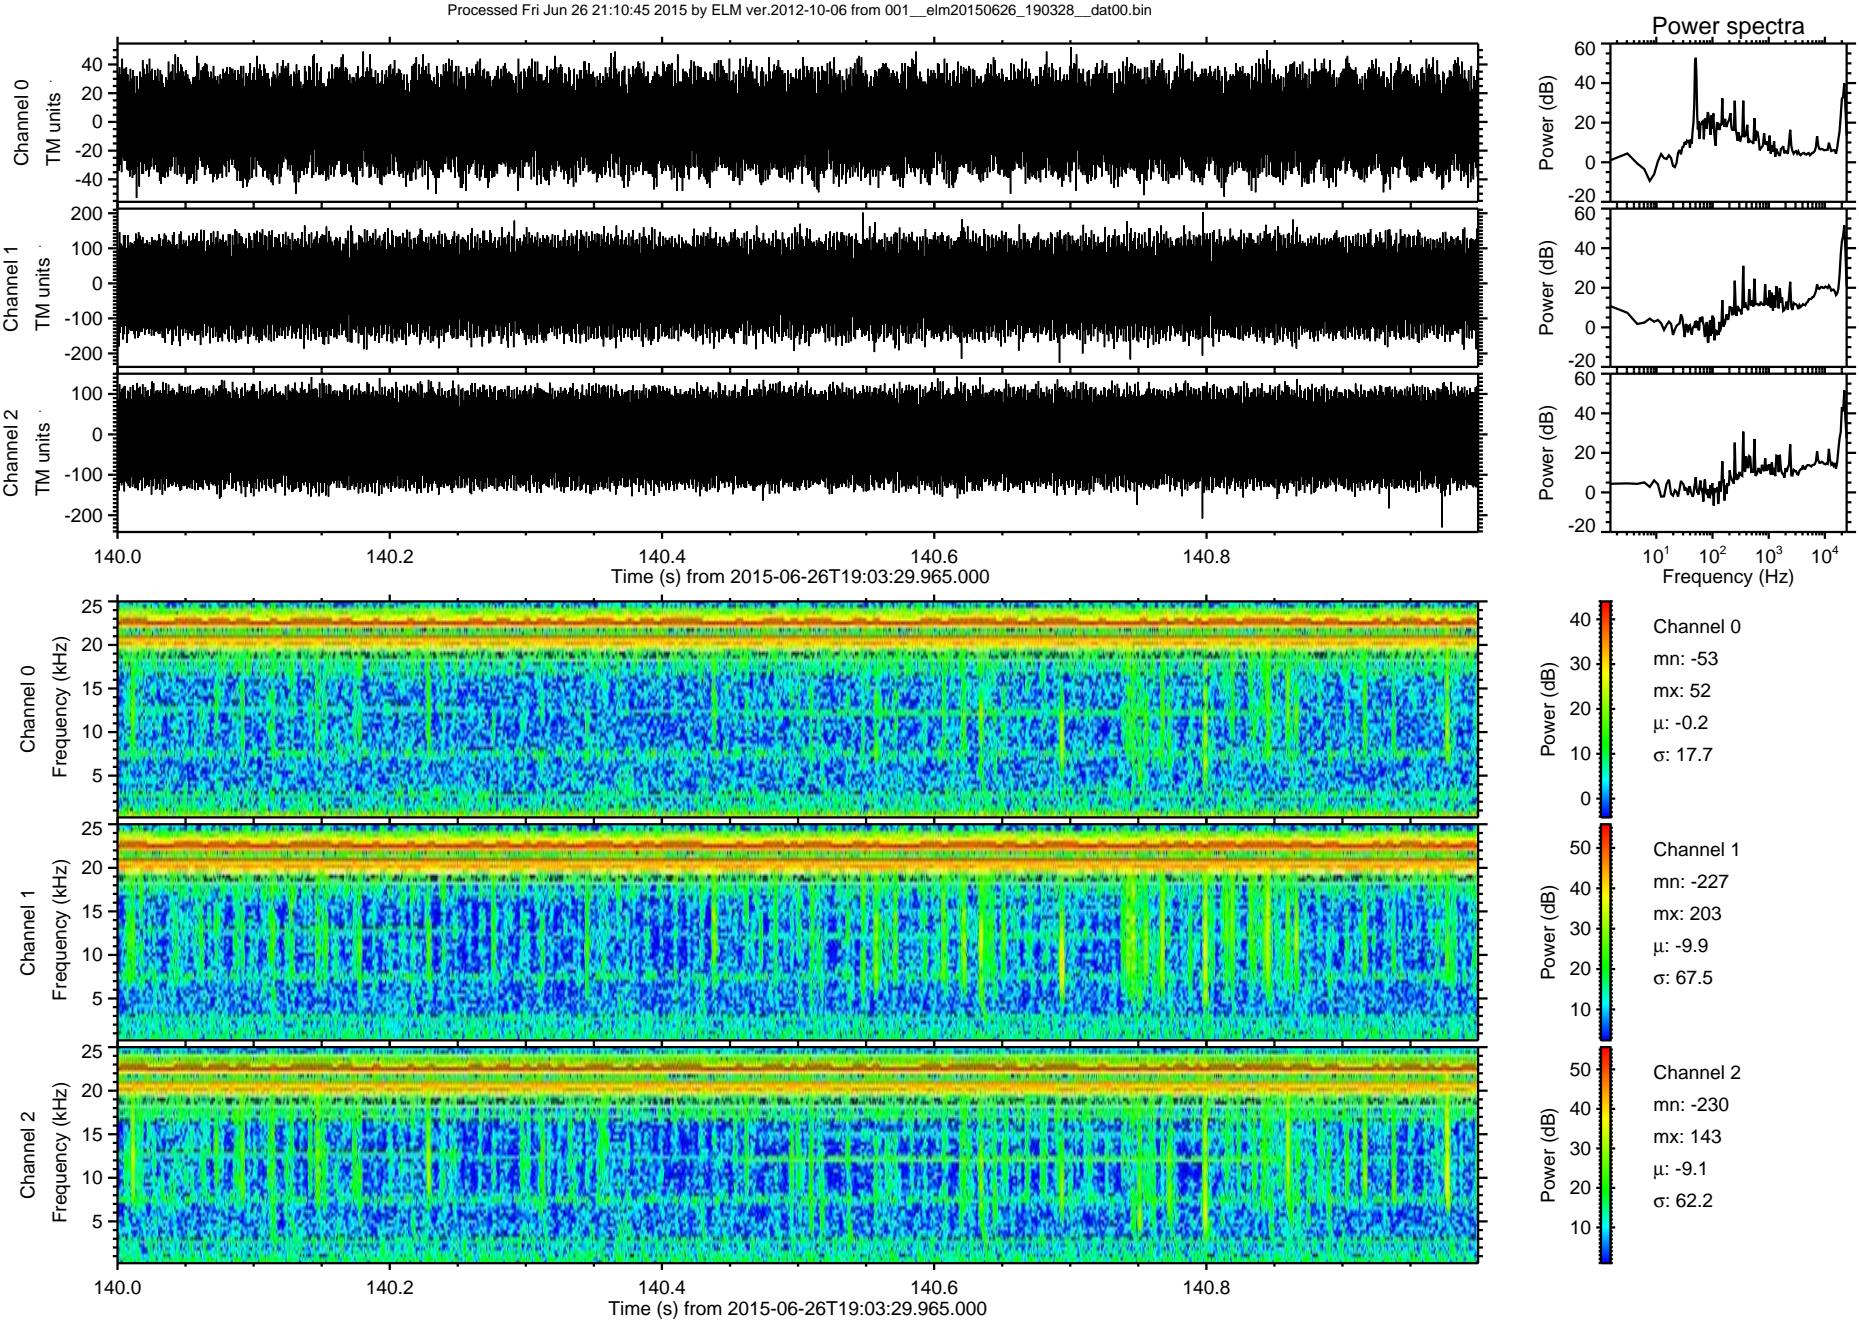 Processed Fri Jun 26 21:10:45 2015 by ELM ver.2012-10-06 from 001__elm20150626_190328__dat00.bin
Power spectra
Channel 0
TM units
40
20
0
-20
-40
Power (dB)
60
40
20
0
-20
Channel 1
TM units
200
100
0
-100
-200
Power (dB)
60
40
20
0
-20
Channel 2
TM units
100
0
-100
-200
Power (dB)
60
40
20
0
-20
140.0 140.2 140.4 140.6 140.8
Time (s) from 2015-06-26T19:03:29.965.000
10^1 10^2 10^3 10^4
Frequency (Hz)
Channel 0
Frequency (kHz)
25
20
15
10
5
Power (dB)
40
30
20
10
0
Channel 0
mn: -53
mx: 52
μ: -0.2
σ: 17.7
Channel 1
Frequency (kHz)
25
20
15
10
5
Power (dB)
50
40
30
20
10
Channel 1
mn: -227
mx: 203
μ: -9.9
σ: 67.5
Channel 2
Frequency (kHz)
25
20
15
10
5
Power (dB)
50
40
30
20
10
Channel 2
mn: -230
mx: 143
μ: -9.1
σ: 62.2
140.0 140.2 140.4 140.6 140.8
Time (s) from 2015-06-26T19:03:29.965.000